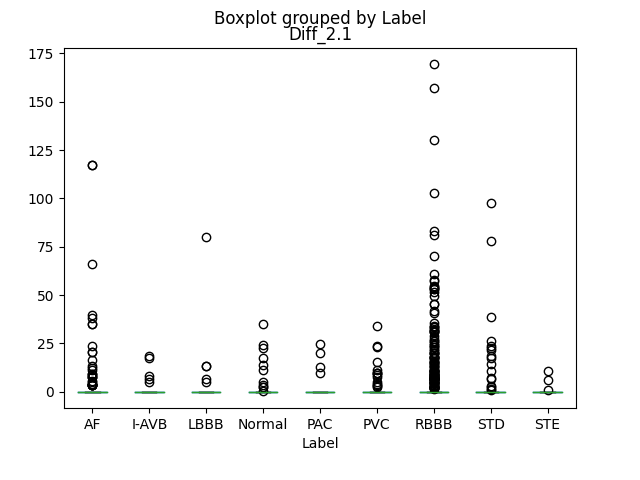 Boxplot grouped by Label
Diff_2.1
175
150
125
100
75
50
25
0
AF I-AVB LBBB Normal PAC PVC RBBB STD STE
Label